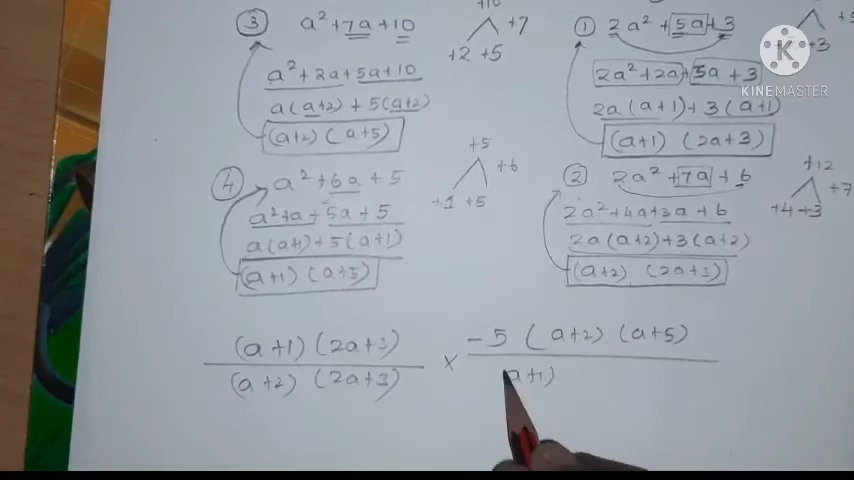 ③ a² + 7a + 10
+10
+7
+2 +5
a² + 2a + 5a + 10
a(a+2) + 5(a+2)
(a+2) (a+5)
① 2a² + 5a + 3
+3
2a² + 2a + 3a + 3
2a(a+1) + 3(a+1)
(a+1) (2a+3)
K
KINEMASTER
④ a² + 6a + 5
+5
+6
+1 +5
a² + a + 5a + 5
a(a+1) + 5(a+1)
(a+1) (a+5)
② 2a² + 7a + 6
+12
+7
+4 +3
2a² + 4a + 3a + 6
2a(a+2) + 3(a+2)
(a+2) (2a+3)
(a+1) (2a+3) × -5 (a+2) (a+5)
(a+2) (2a+3) a+1)